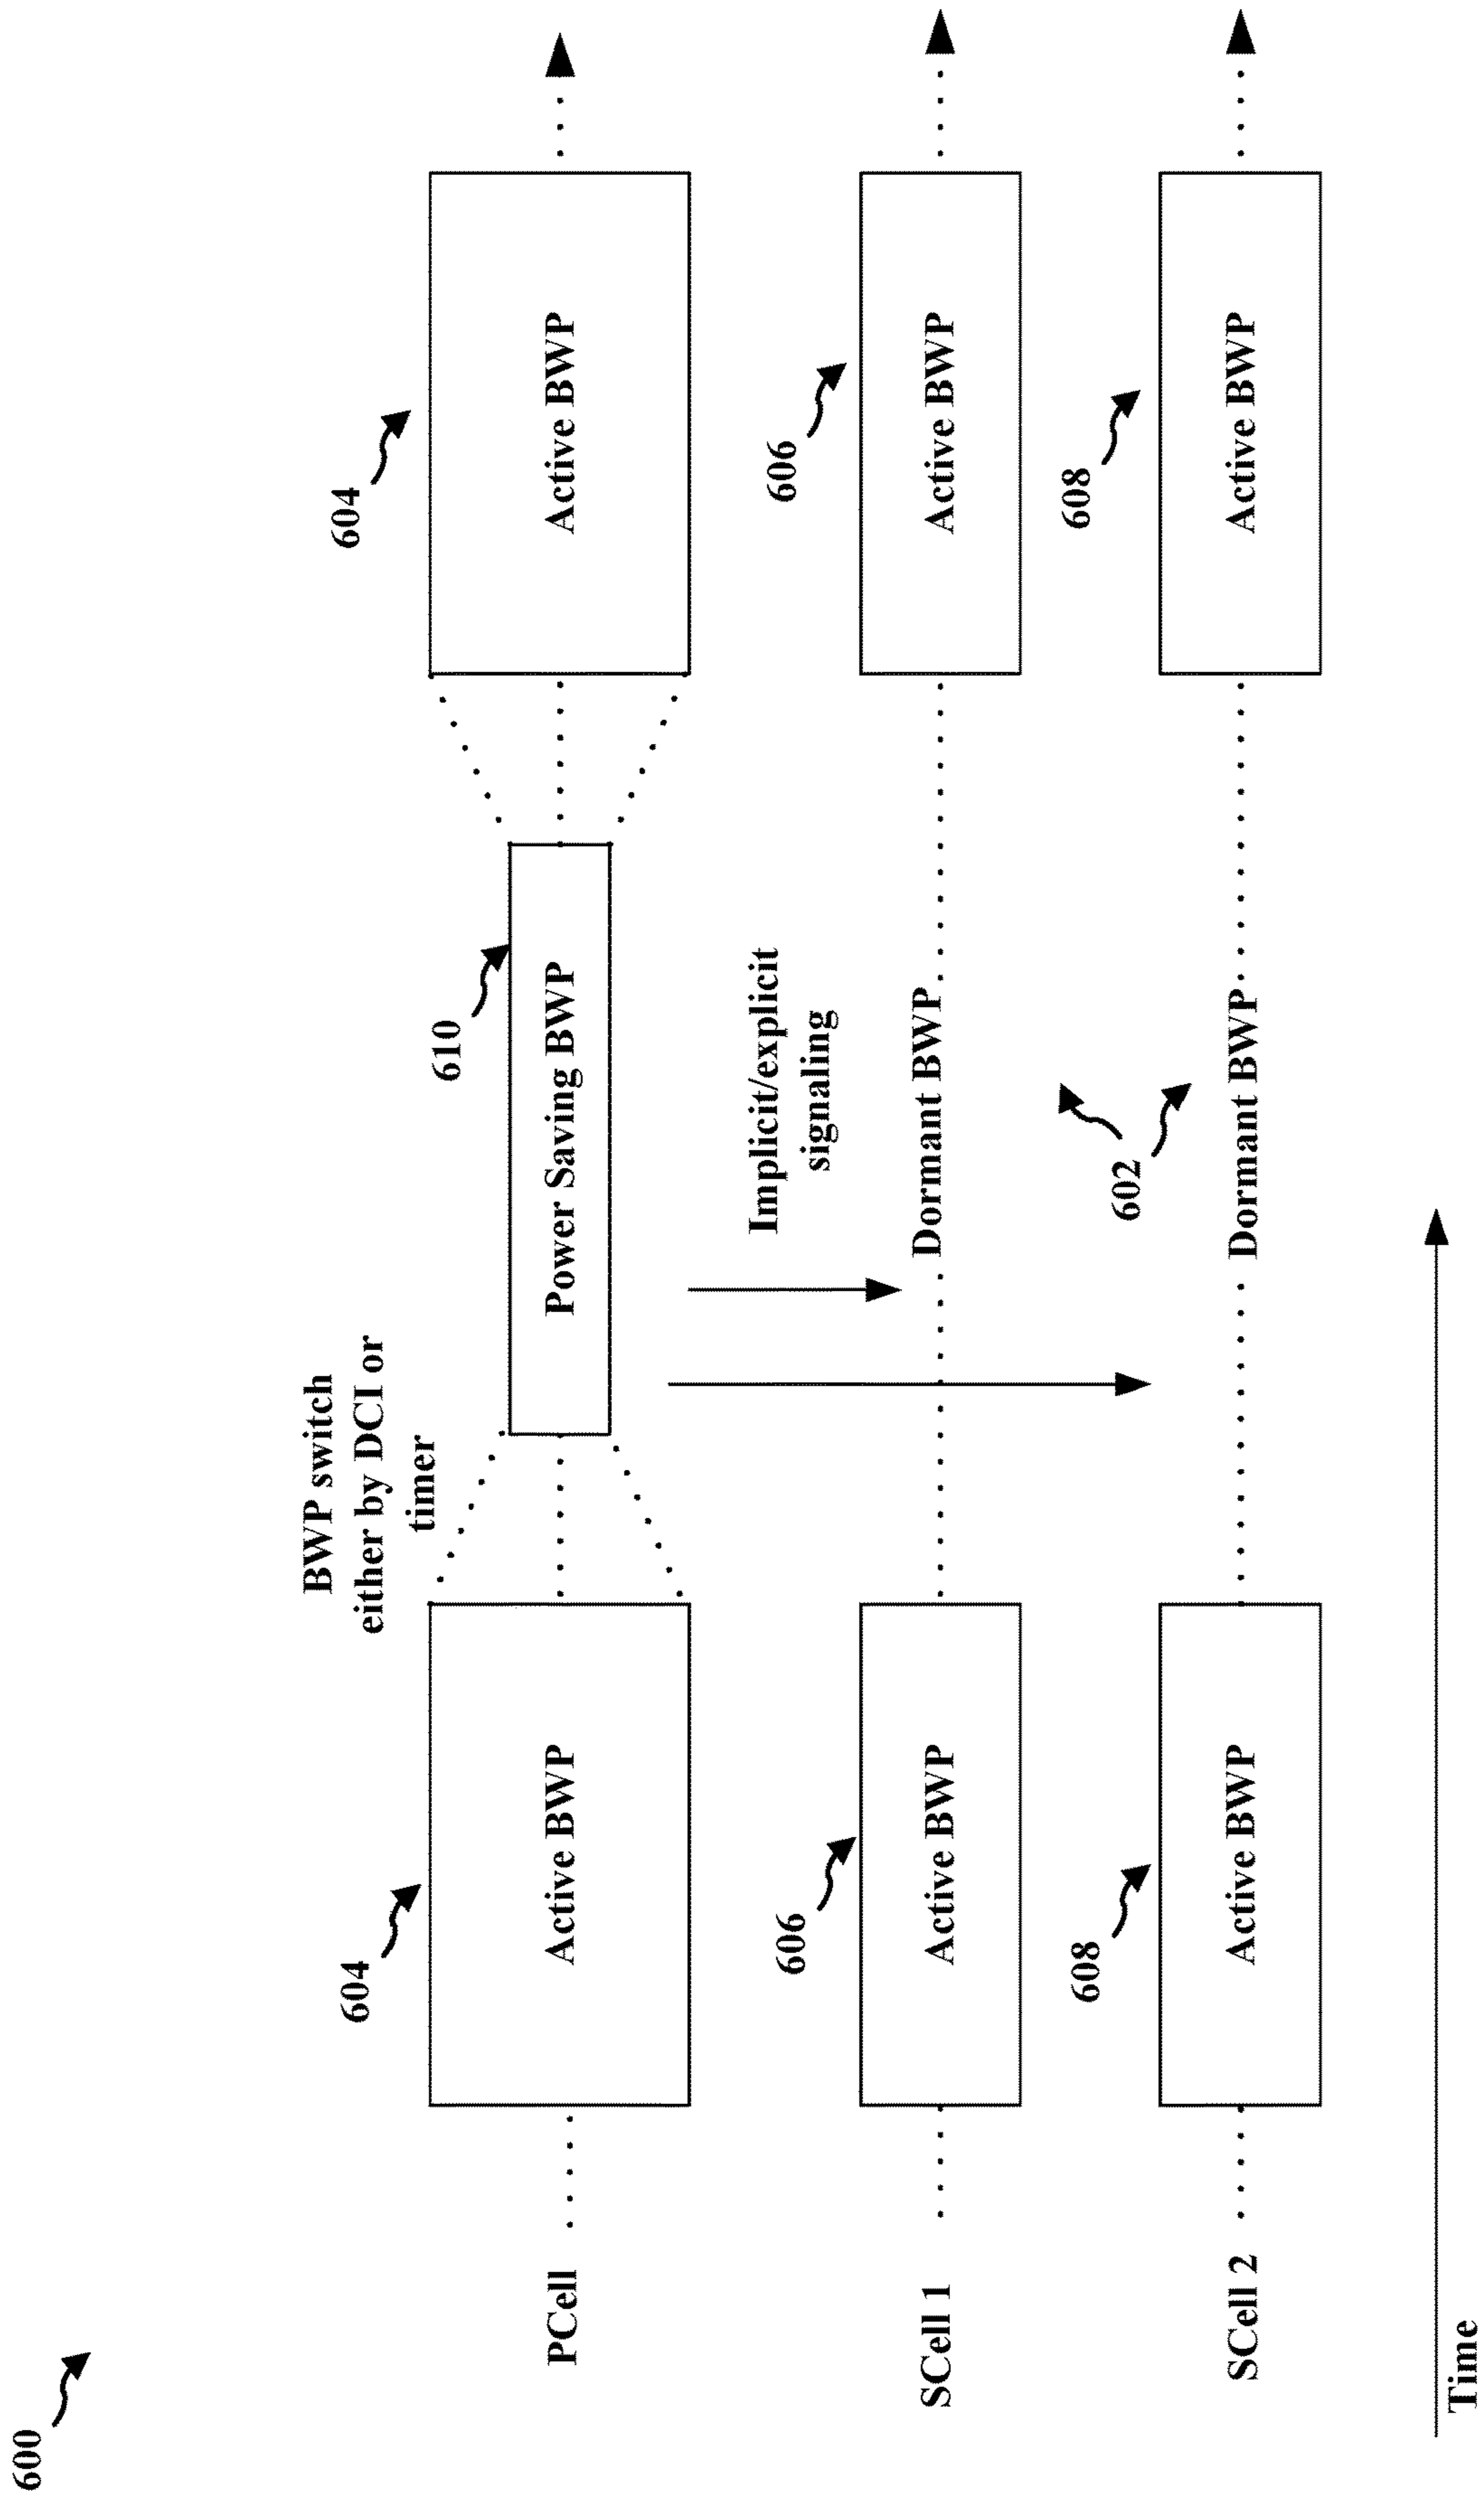 600
BWP switch
either by DCI or
timer
604
610
604
PCell
Active BWP
Power Saving BWP
Active BWP
Implicit/explicit
signaling
606
606
SCell 1
Active BWP
Dormant BWP
Active BWP
608
602
608
SCell 2
Active BWP
Dormant BWP
Active BWP
Time